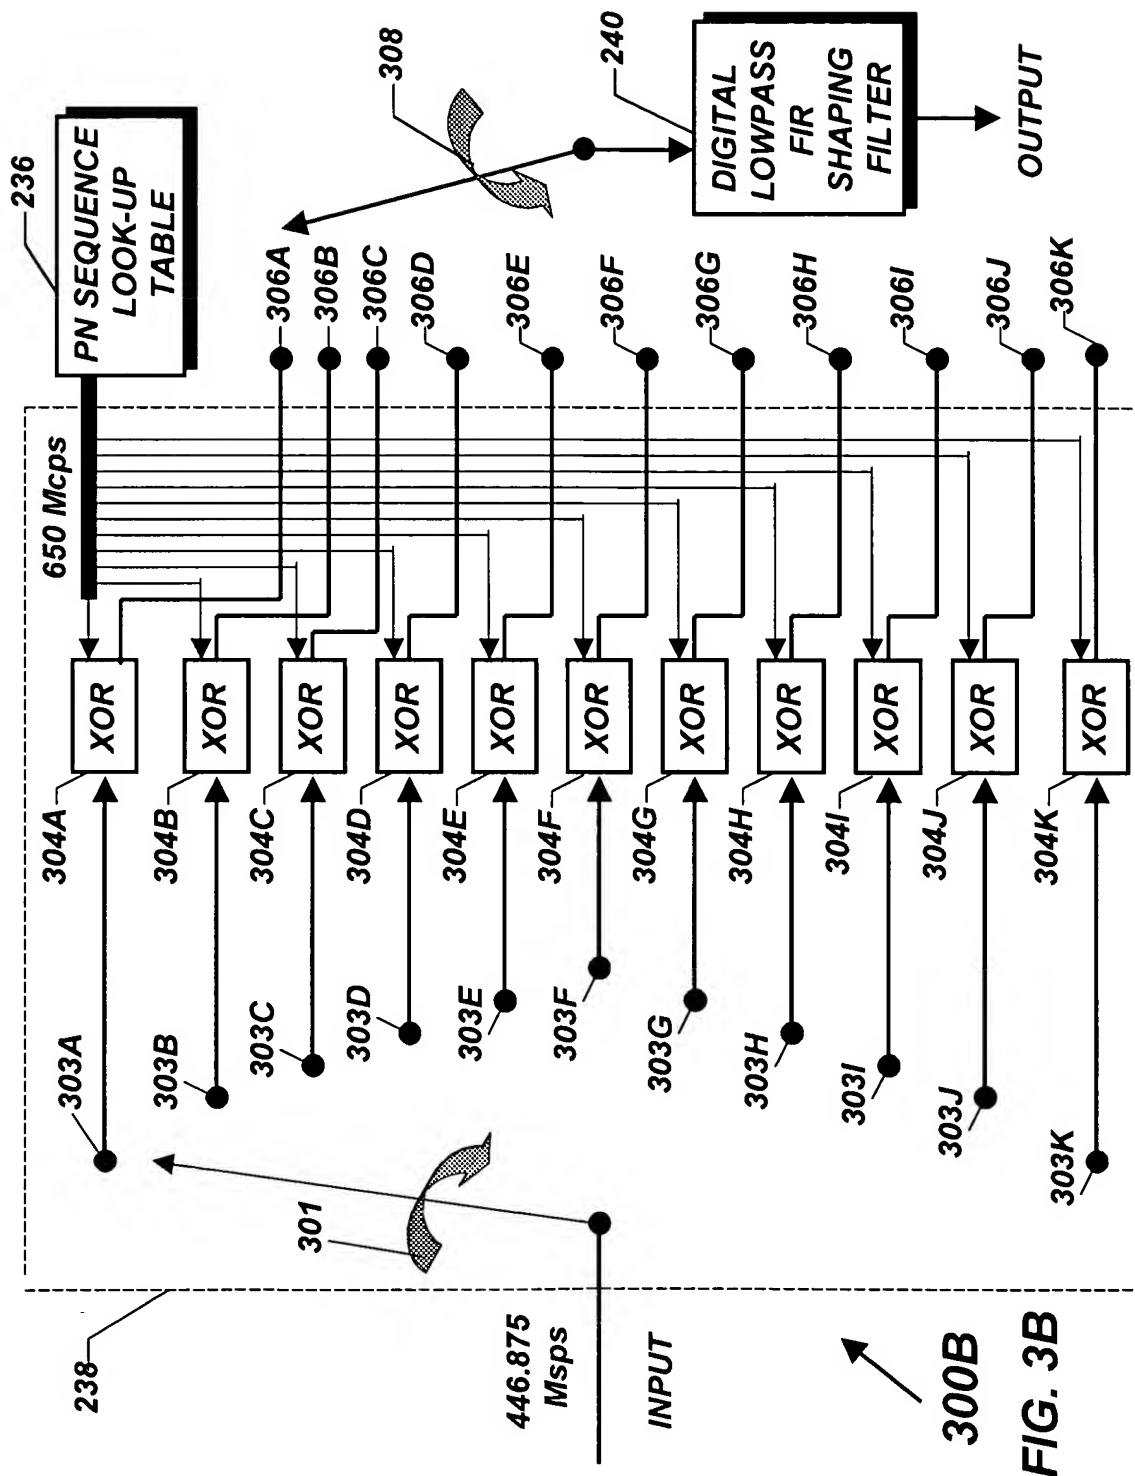 236
PN SEQUENCE
LOOK-UP
TABLE
650 Mcps
238
446.875
Msps
INPUT
301
303A
303B
303C
303D
303E
303F
303G
303H
303I
303J
303K
304A
304B
304C
304D
304E
304F
304G
304H
304I
304J
304K
XOR
XOR
XOR
XOR
XOR
XOR
XOR
XOR
XOR
XOR
XOR
306A
306B
306C
306D
306E
306F
306G
306H
306I
306J
306K
308
240
DIGITAL
LOWPASS
FIR
SHAPING
FILTER
OUTPUT
300B
FIG. 3B